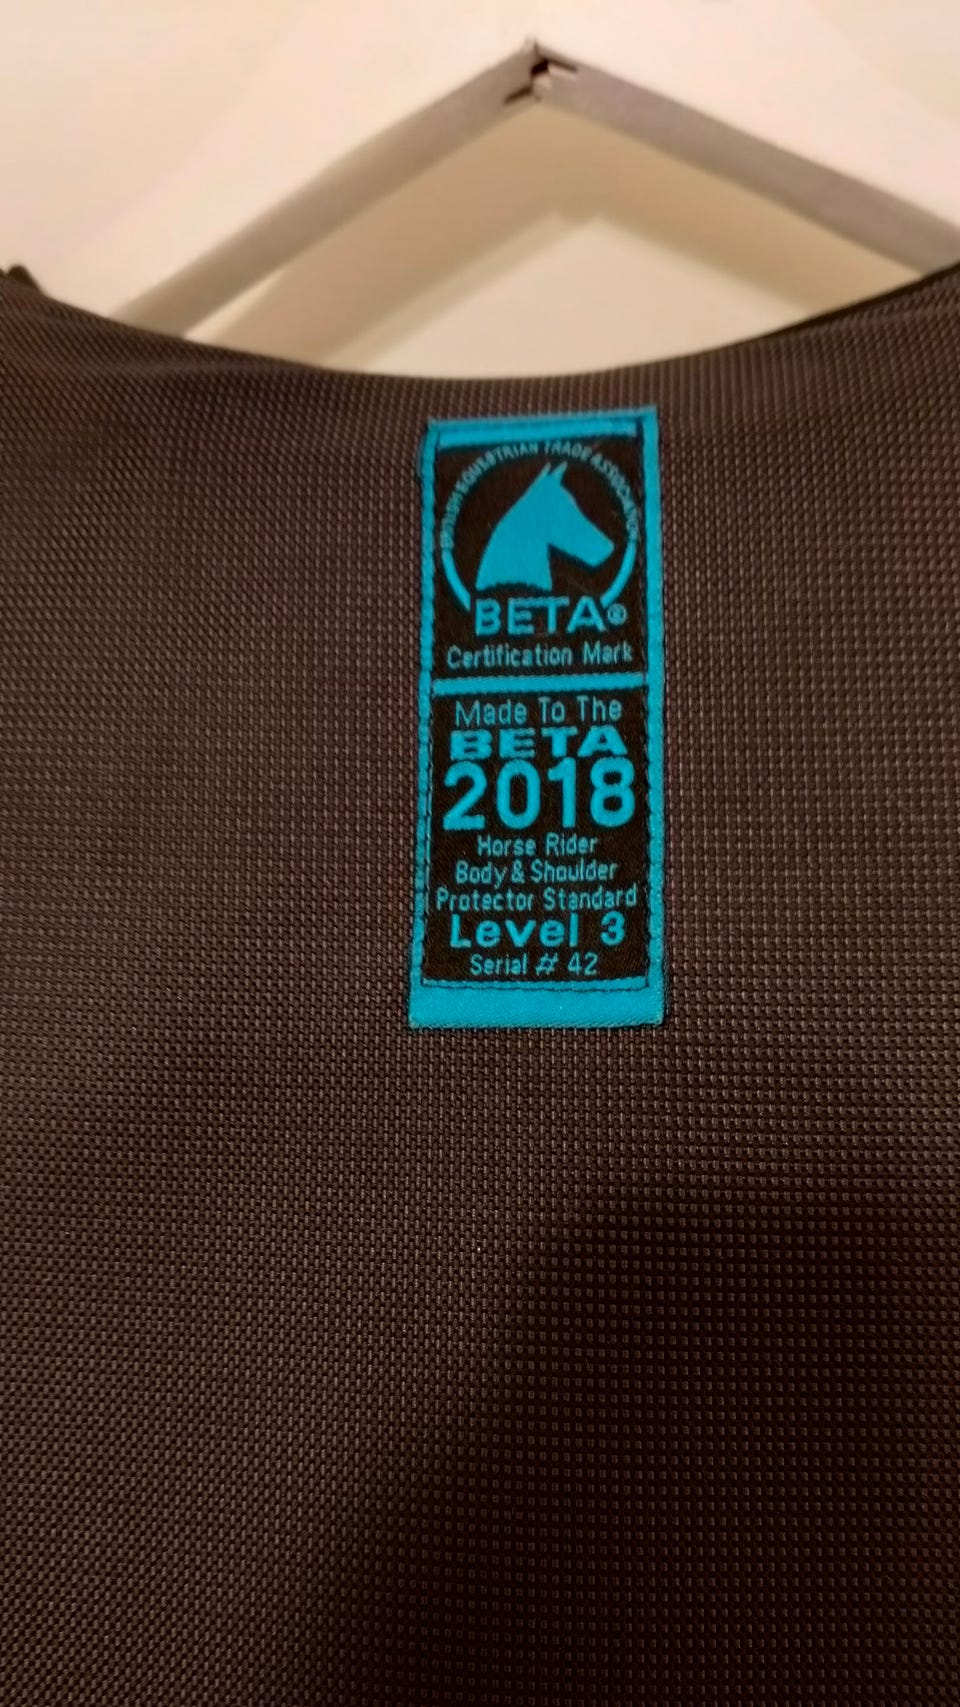 BRITISH EQUESTRIAN TRADE ASSOCIATION
BETA®
Certification Mark
Made To The
BETA
2018
Horse Rider
Body & Shoulder
Protector Standard
Level 3
Serial # 42